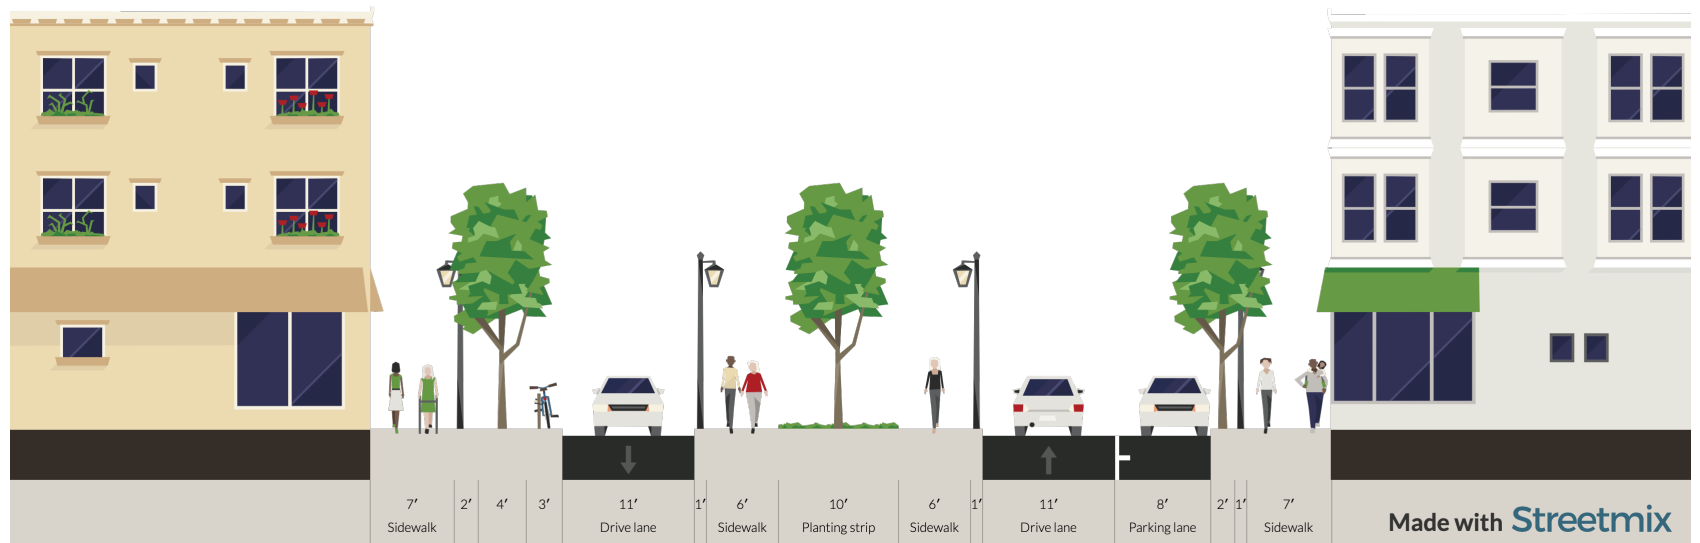 7′ 2′ 4′ 3′ 11′ 1′ 6′ 10′ 6′ 1′ 11′ 8′ 2′ 1′ 7′
Sidewalk Drive lane Sidewalk Planting strip Sidewalk Drive lane Parking lane Sidewalk
Made with Streetmix